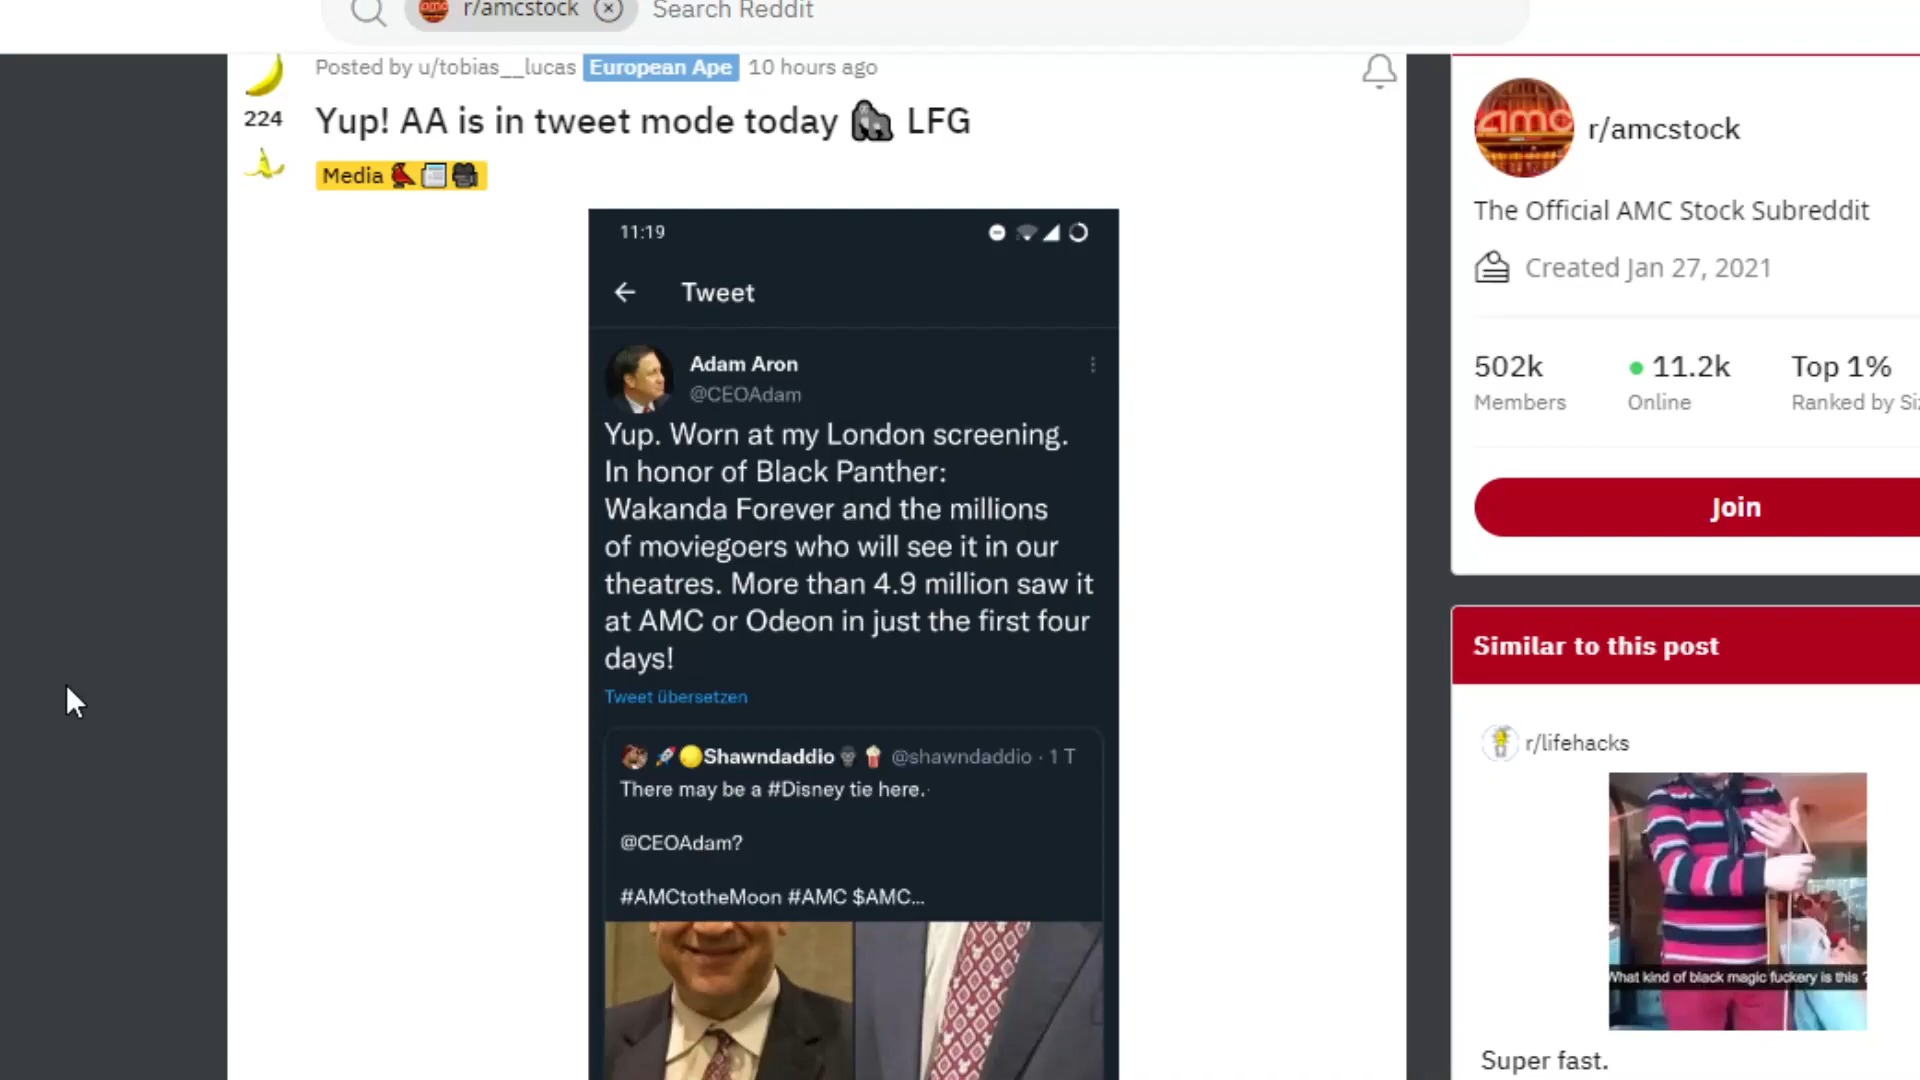 r/amcstock
Search Reddit
Posted by u/tobias__lucas European Ape 10 hours ago
224
Yup! AA is in tweet mode today 🦍 LFG
Media
11:19
Tweet
Adam Aron
@CEOAdam
Yup. Worn at my London screening.
In honor of Black Panther:
Wakanda Forever and the millions
of moviegoers who will see it in our
theatres. More than 4.9 million saw it
at AMC or Odeon in just the first four
days!
Tweet übersetzen
Shawndaddio @shawndaddio · 1 T
There may be a #Disney tie here.
@CEOAdam?
#AMCtotheMoon #AMC $AMC...
amc
r/amcstock
The Official AMC Stock Subreddit
Created Jan 27, 2021
502k
Members
11.2k
Online
Top 1%
Ranked by
Join
Similar to this post
r/lifehacks
What kind of black magic fuckery is this ?
Super fast.